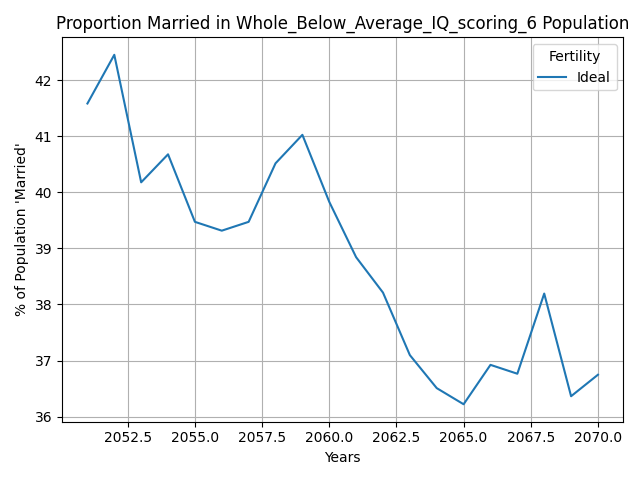 Proportion Married in Whole_Below_Average_IQ_scoring_6 Population
Fertility
Ideal
% of Population 'Married'
42
41
40
39
38
37
36
2052.5 2055.0 2057.5 2060.0 2062.5 2065.0 2067.5 2070.0
Years